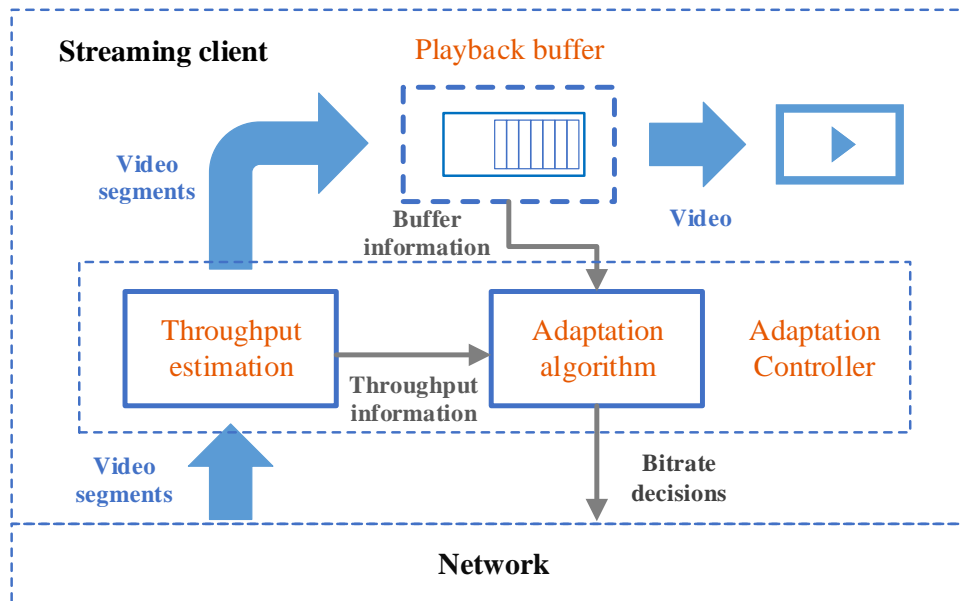 Streaming client
Playback buffer
Video
segments
Video
Buffer
information
Throughput
estimation
Adaptation
algorithm
Adaptation
Controller
Throughput
information
Video
segments
Bitrate
decisions
Network